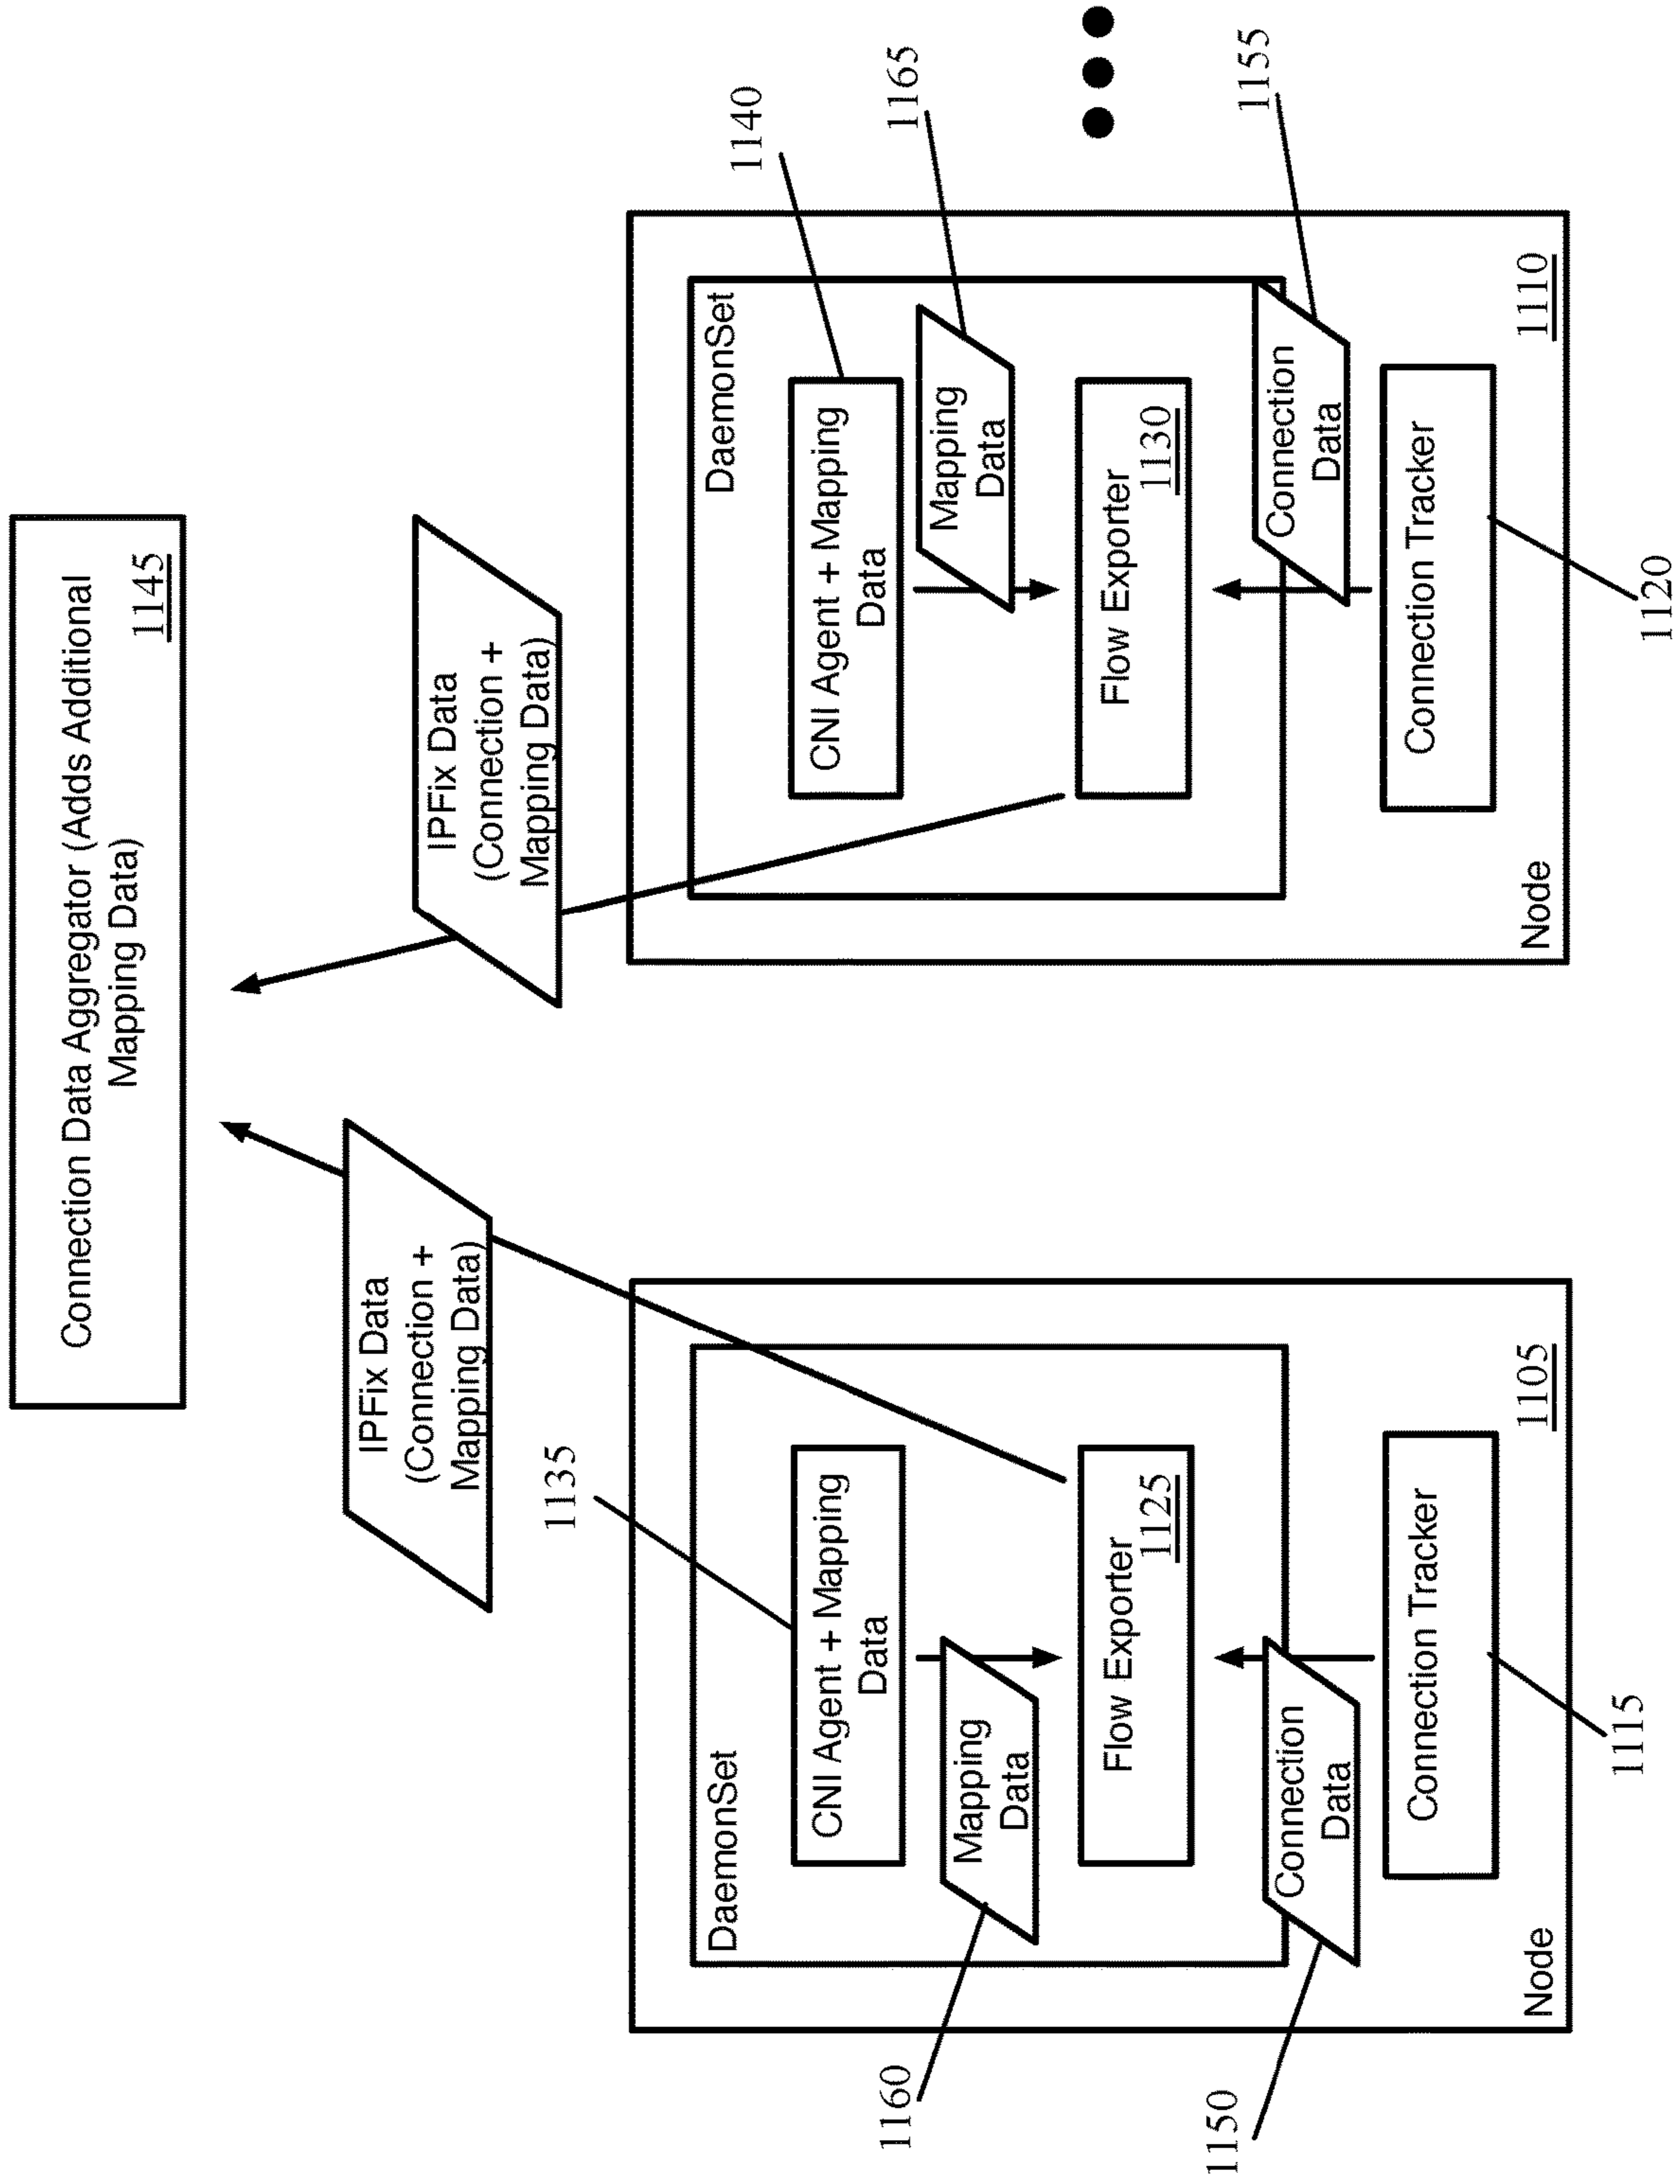 Connection Data Aggregator (Adds Additional
Mapping Data)
1145
IPFix Data
(Connection +
Mapping Data)
IPFix Data
(Connection +
Mapping Data)
1135
DaemonSet
CNI Agent + Mapping
Data
1160
Mapping
Data
Flow Exporter
1125
1150
Connection
Data
Connection Tracker
Node
1105
1115
1140
DaemonSet
CNI Agent + Mapping
Data
1165
Mapping
Data
Flow Exporter
1130
1155
Connection
Data
Connection Tracker
Node
1110
1120